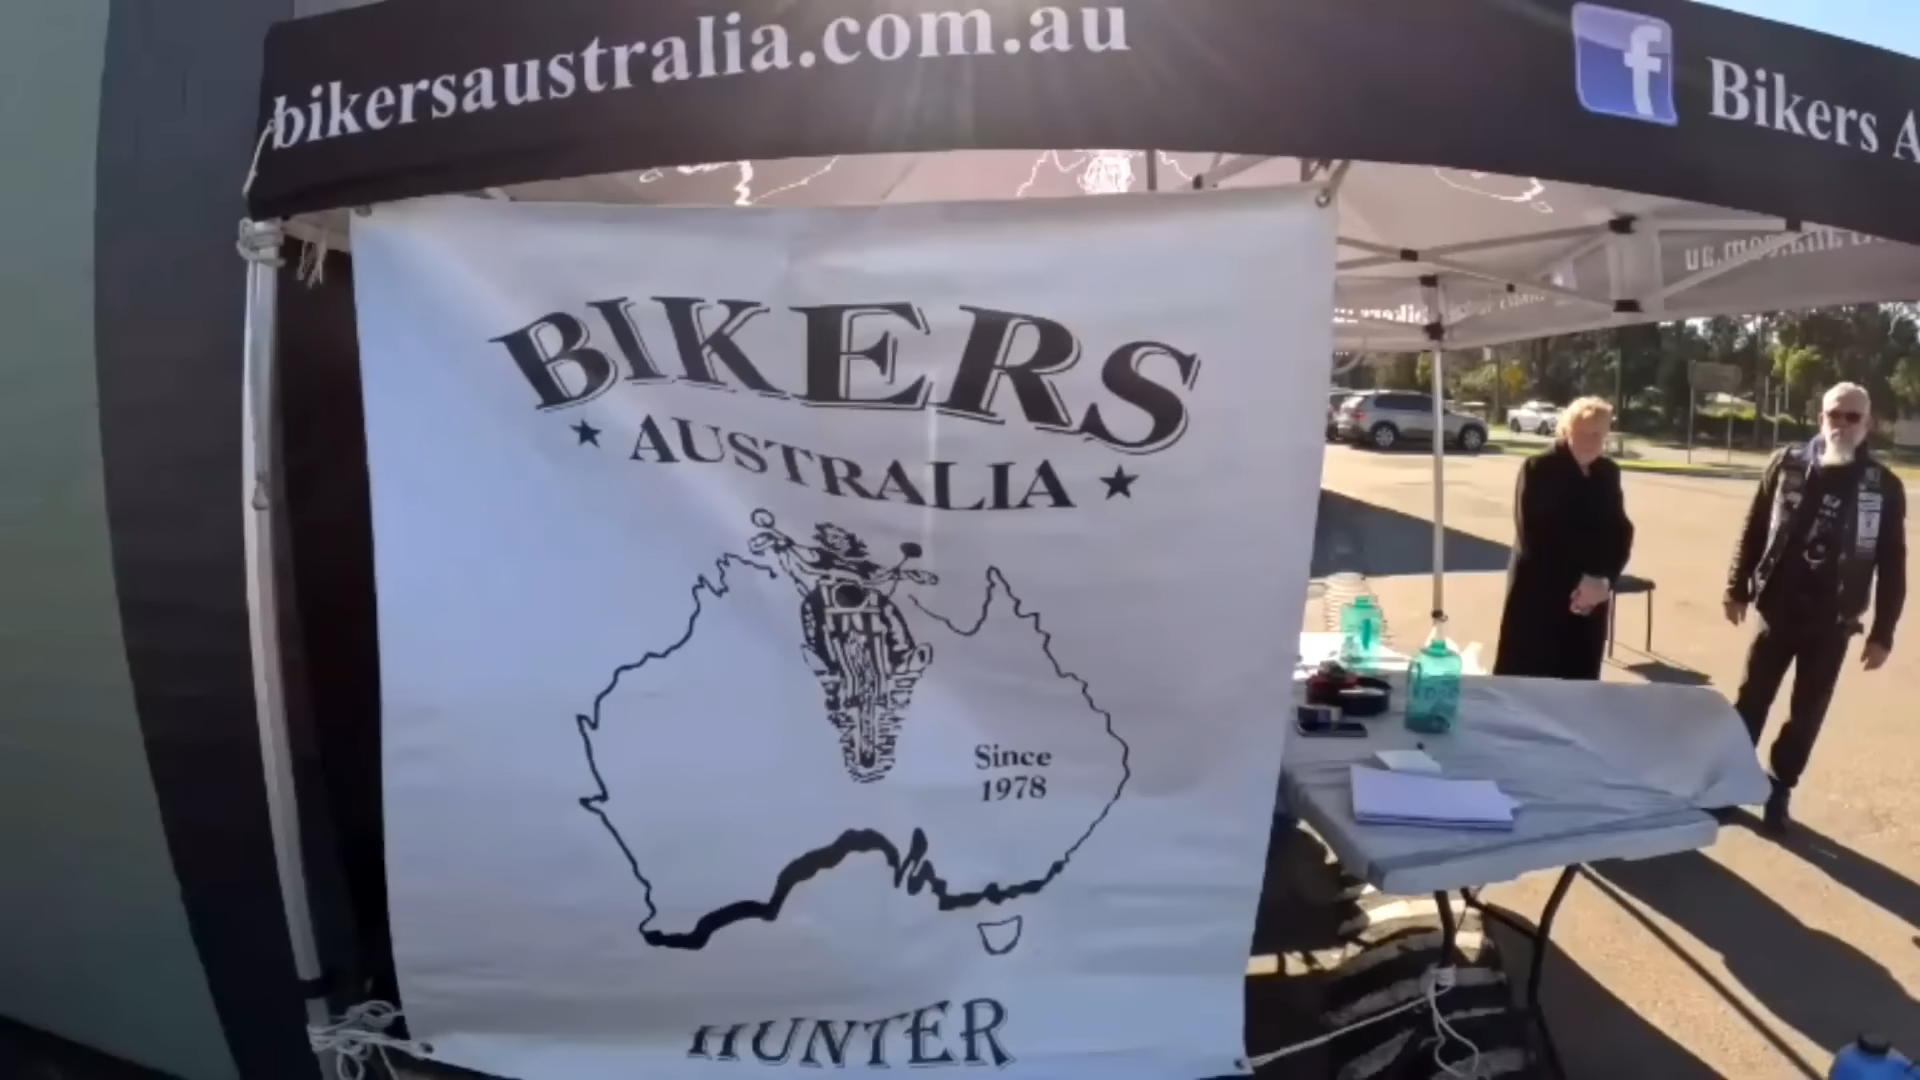 bikersaustralia.com.au
f
Bikers A
BIKERS
★ AUSTRALIA ★
Since
1978
HUNTER